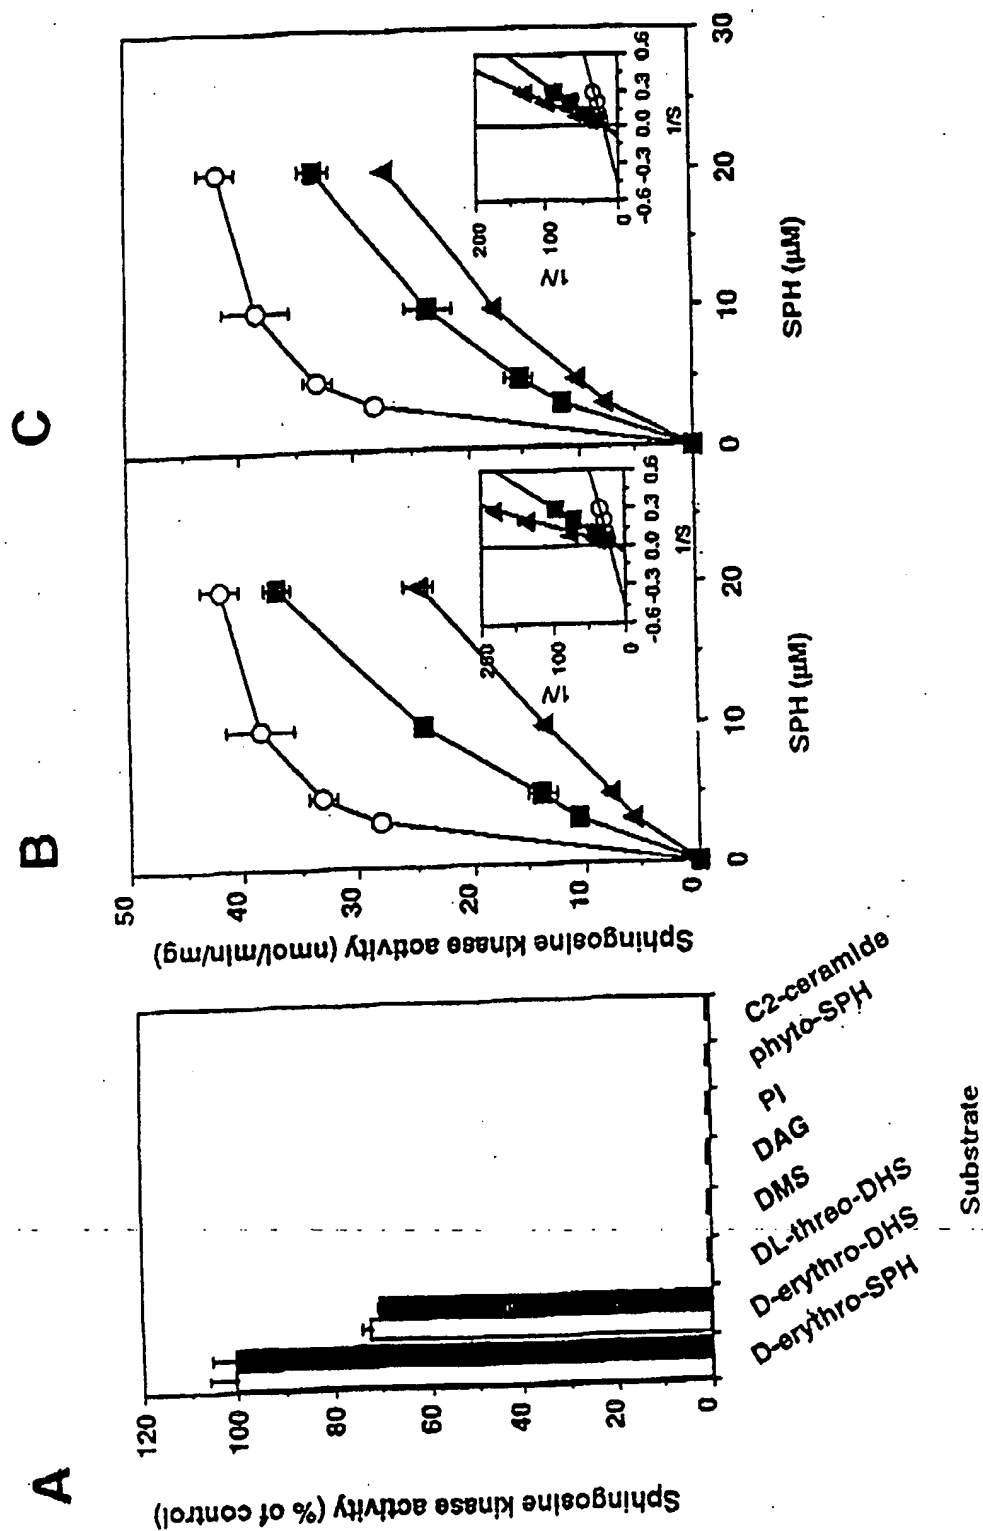 A
Sphingosine kinase activity (% of control)
120
100
80
60
40
20
0
D-erythro-SPH
D-erythro-DHS
DL-threo-DHS
DMS
DAG
PI
phyto-SPH
C2-ceramide
Substrate
B
Sphingosine kinase activity (nmol/min/mg)
50
40
30
20
10
0
0
10
20
SPH (μM)
1/V
200
100
0
-0.6
-0.3
0.0
0.3
0.6
1/S
C
0
10
20
30
SPH (μM)
1/V
200
100
0
-0.6
-0.3
0.0
0.3
0.6
1/S